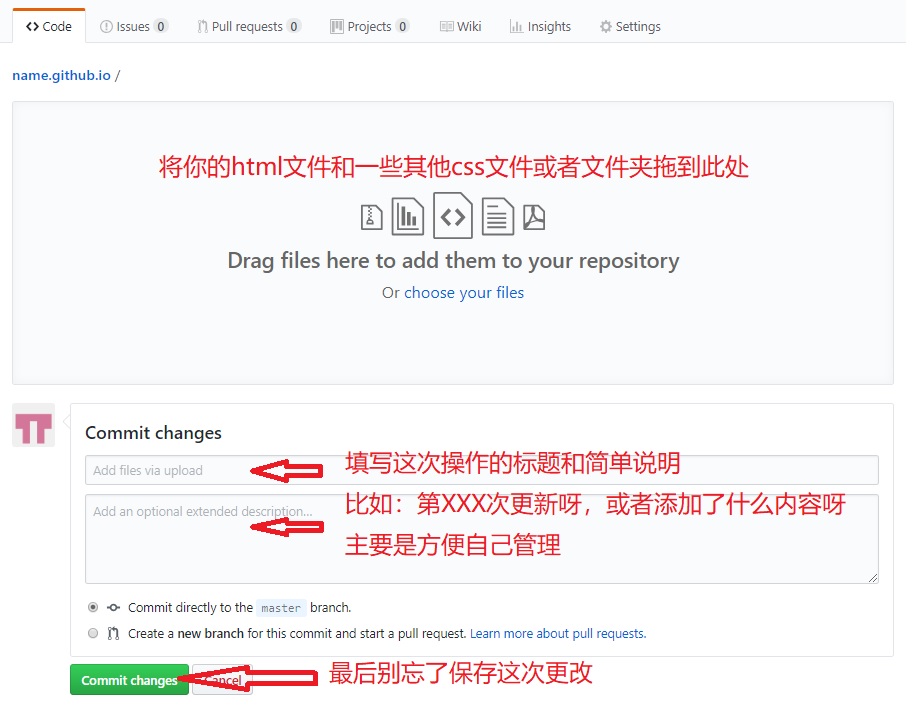 Code Issues 0 Pull requests 0 Projects 0 Wiki Insights Settings
name.github.io /
将你的html文件和一些其他css文件或者文件夹拖到此处
Drag files here to add them to your repository
Or choose your files
Commit changes
Add files via upload
填写这次操作的标题和简单说明
Add an optional extended description...
比如：第XXX次更新呀，或者添加了什么内容呀
主要是方便自己管理
Commit directly to the master branch.
Create a new branch for this commit and start a pull request. Learn more about pull requests.
Commit changes Cancel
最后别忘了保存这次更改